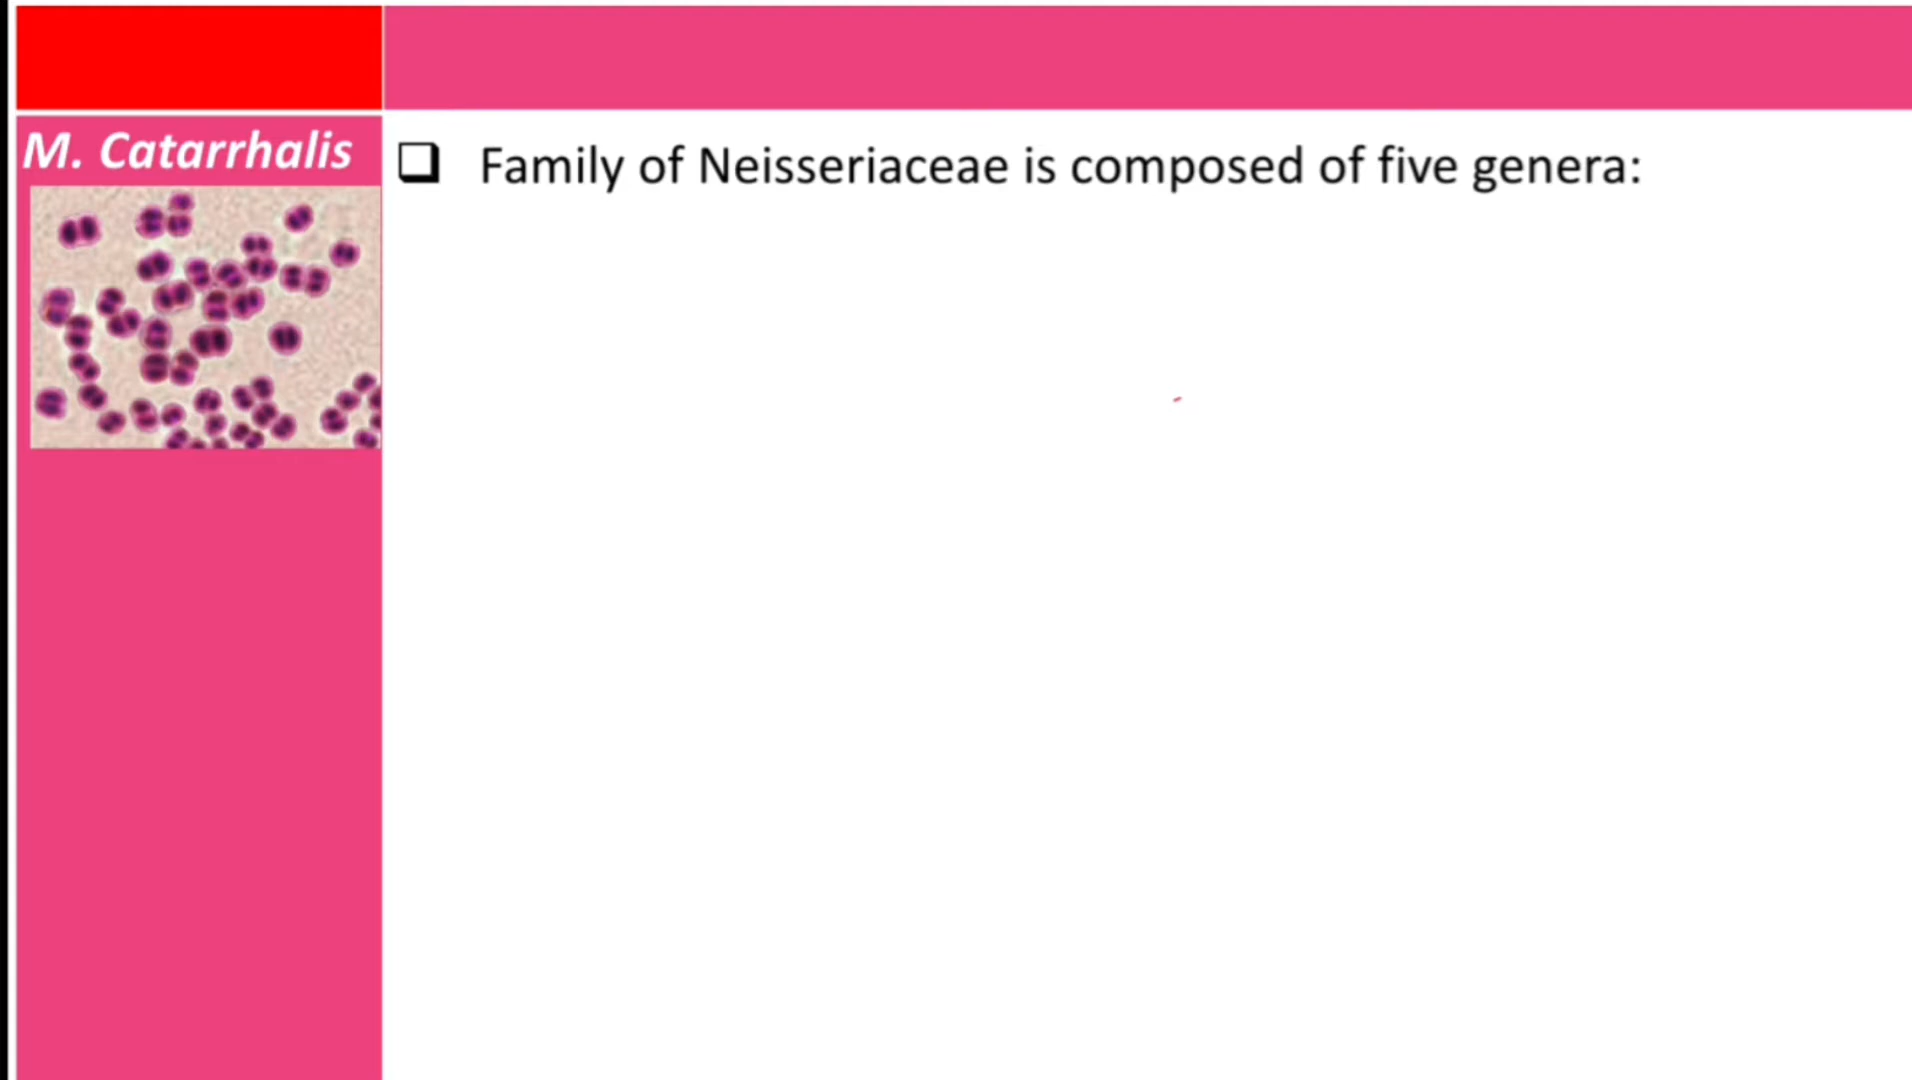 M. Catarrhalis
❑ Family of Neisseriaceae is composed of five genera: